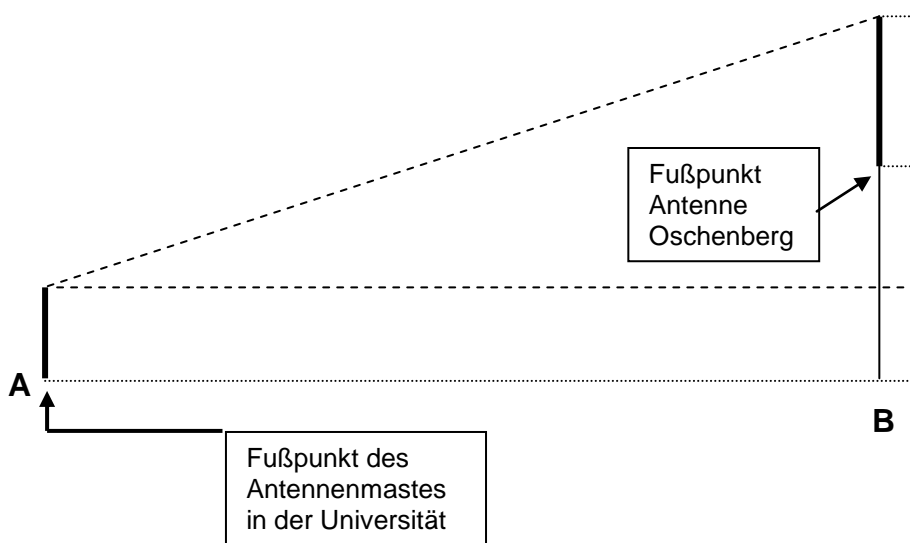 Fußpunkt
Antenne
Oschenberg
A
B
Fußpunkt des
Antennenmastes
in der Universität